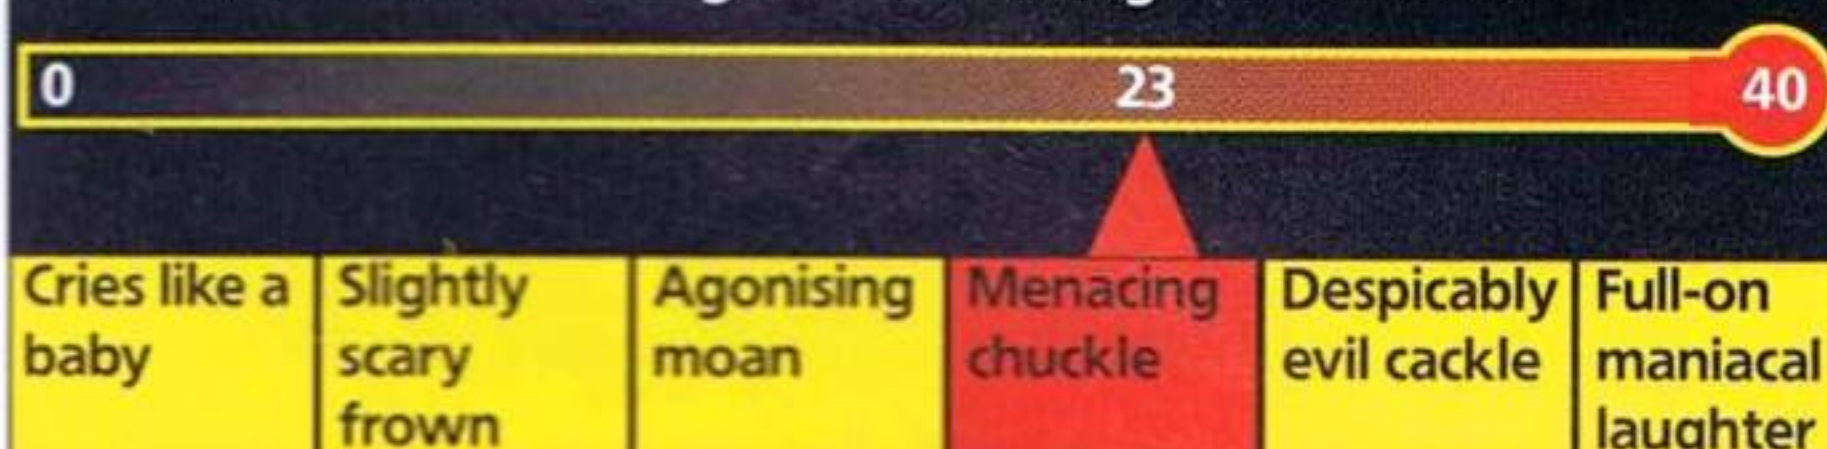 0 23 40
Cries like a Slightly Agonising Menacing Despicably Full-on
baby scary moan chuckle evil cackle maniacal
frown laughter